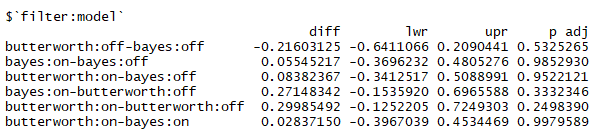 $`filter:model`
diff lwr upr p adj
butterworth:off-bayes:off -0.21603125 -0.6411066 0.2090441 0.5325265
bayes:on-bayes:off 0.05545217 -0.3696232 0.4805276 0.9852930
butterworth:on-bayes:off 0.08382367 -0.3412517 0.5088991 0.9522121
bayes:on-butterworth:off 0.27148342 -0.1535920 0.6965588 0.3332346
butterworth:on-butterworth:off 0.29985492 -0.1252205 0.7249303 0.2498390
butterworth:on-bayes:on 0.02837150 -0.3967039 0.4534469 0.9979589